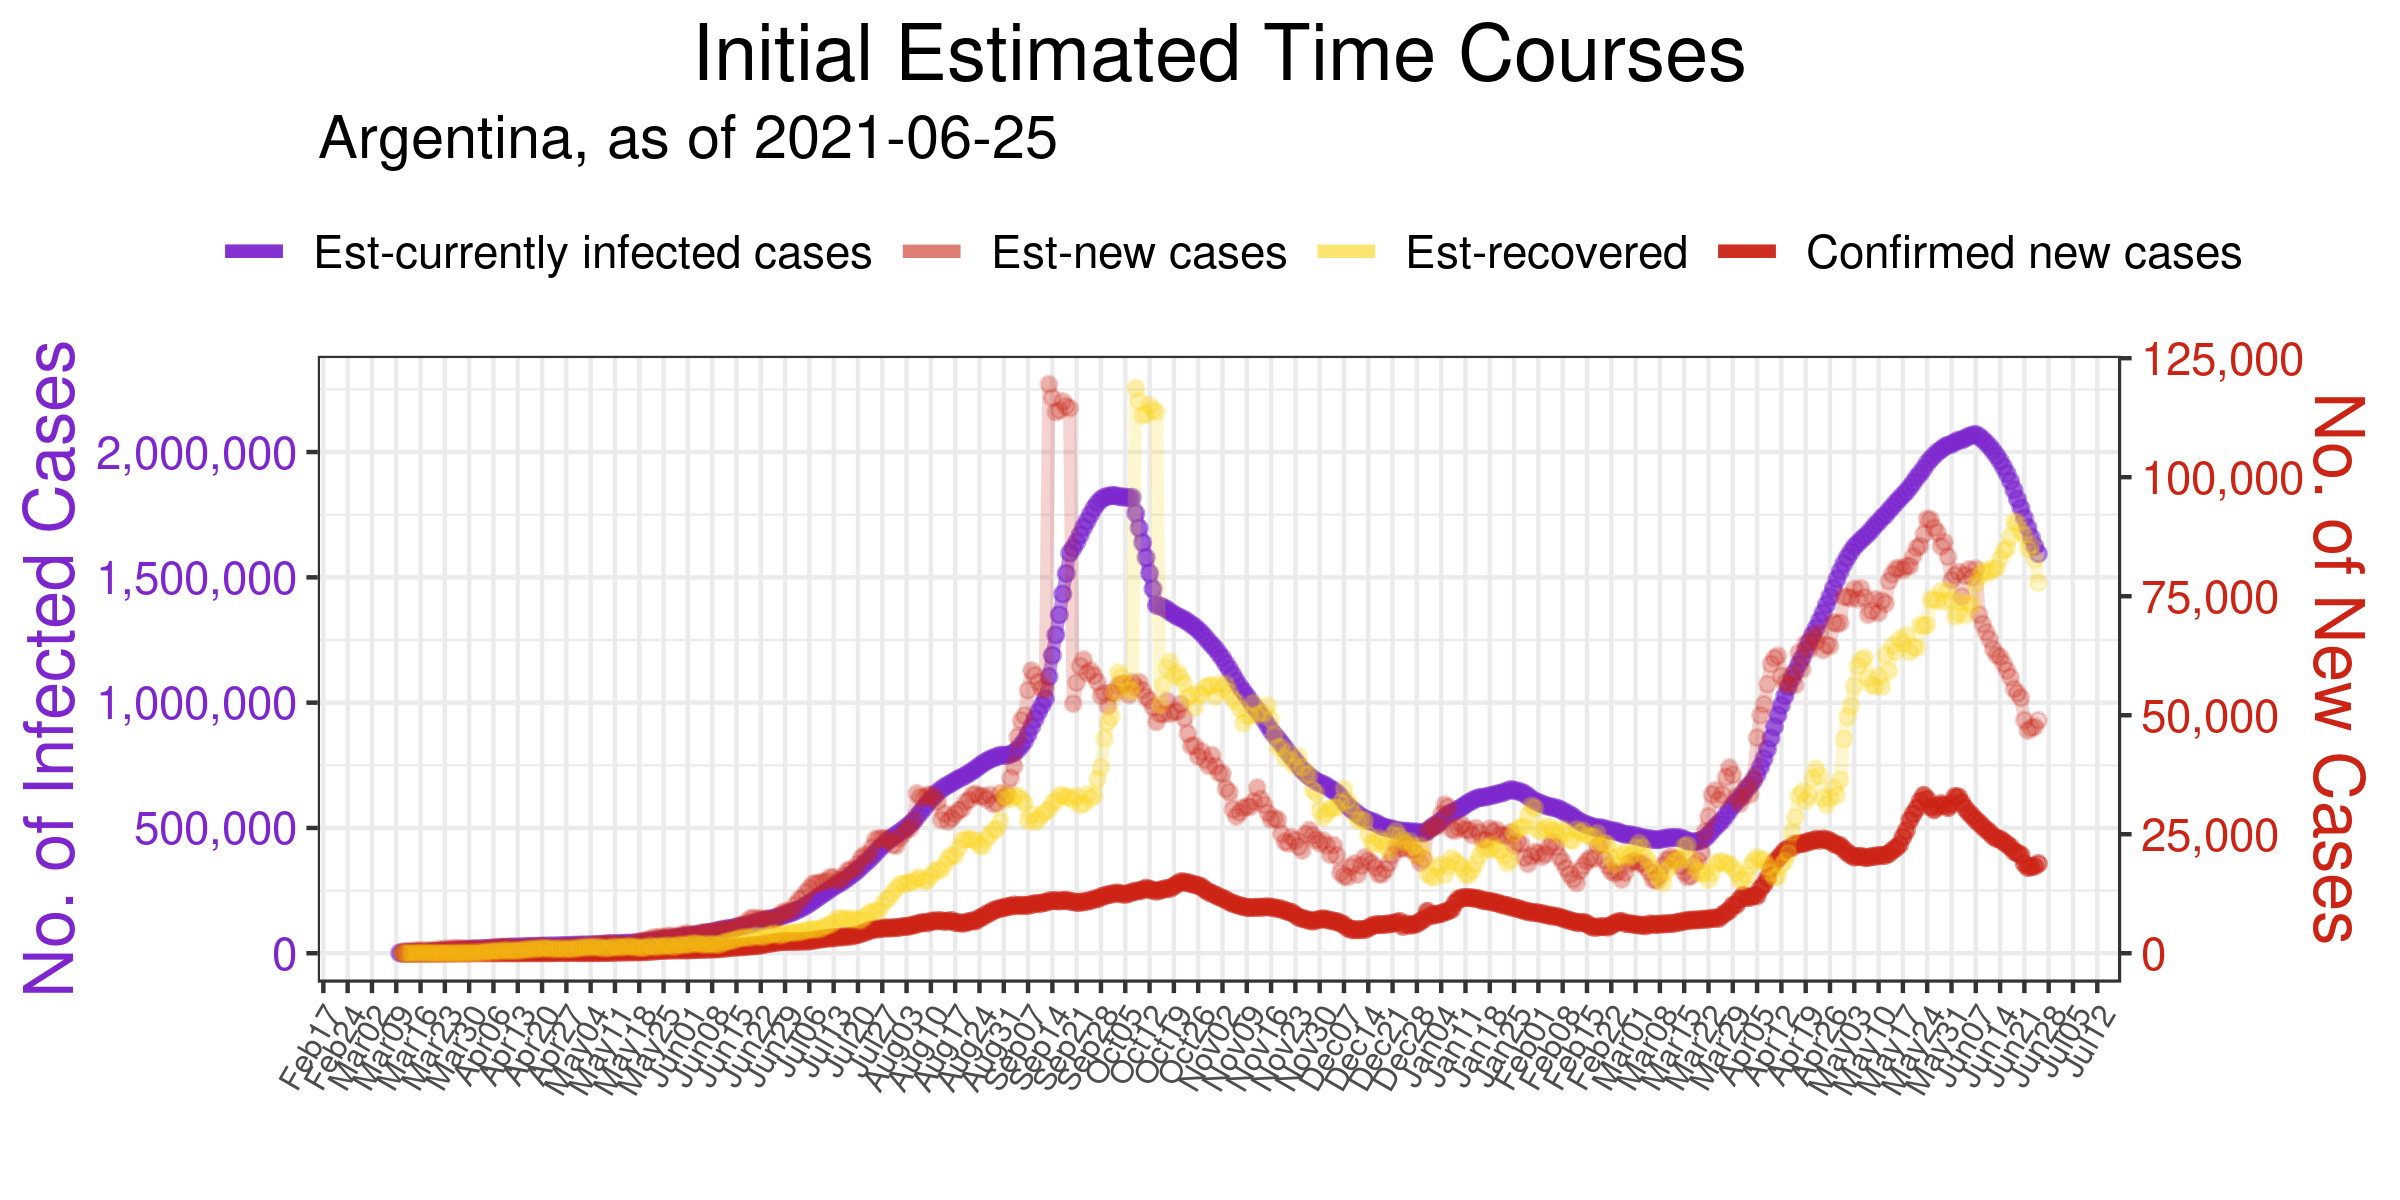 Initial Estimated Time Courses
Argentina, as of 2021-06-25
Est-currently infected cases
Est-new cases
Est-recovered
Confirmed new cases
No. of Infected Cases
2,000,000
1,500,000
1,000,000
500,000
0
125,000
100,000
75,000
50,000
25,000
0
No. of New Cases
Feb17
Feb24
Mar02
Mar09
Mar16
Mar23
Mar30
Apr06
Apr13
Apr20
Apr27
May04
May11
May18
May25
Jun01
Jun08
Jun15
Jun22
Jun29
Jul06
Jul13
Jul20
Jul27
Aug03
Aug10
Aug17
Aug24
Aug31
Sep07
Sep14
Sep21
Sep28
Oct05
Oct12
Oct19
Oct26
Nov02
Nov09
Nov16
Nov23
Nov30
Dec07
Dec14
Dec21
Dec28
Jan04
Jan11
Jan18
Jan25
Feb01
Feb08
Feb15
Feb22
Mar01
Mar08
Mar15
Mar22
Mar29
Apr05
Apr12
Apr19
Apr26
May03
May10
May17
May24
May31
Jun07
Jun14
Jun21
Jun28
Jul05
Jul12